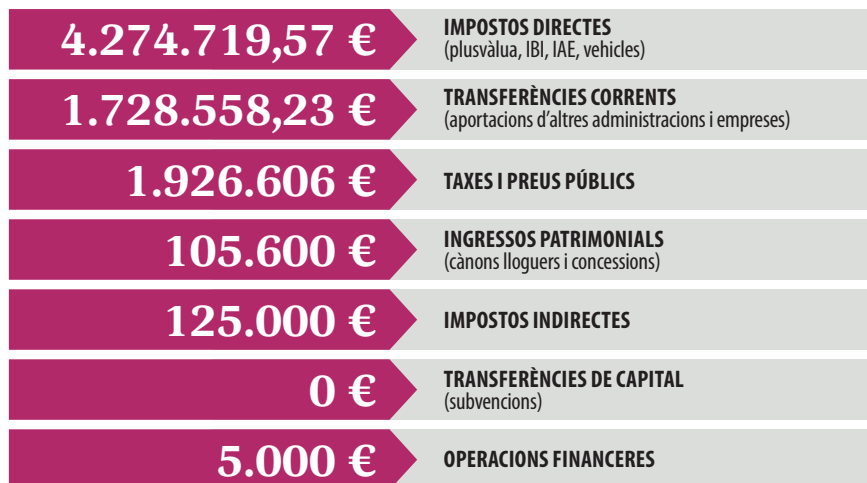 4.274.719,57 €
IMPOSTOS DIRECTES
(plusvàlua, IBI, IAE, vehicles)
1.728.558,23 €
TRANSFERÈNCIES CORRENTS
(aportacions d'altres administracions i empreses)
1.926.606 €
TAXES I PREUS PÚBLICS
105.600 €
INGRESSOS PATRIMONIALS
(cànons lloguers i concessions)
125.000 €
IMPOSTOS INDIRECTES
0 €
TRANSFERÈNCIES DE CAPITAL
(subvencions)
5.000 €
OPERACIONS FINANCERES